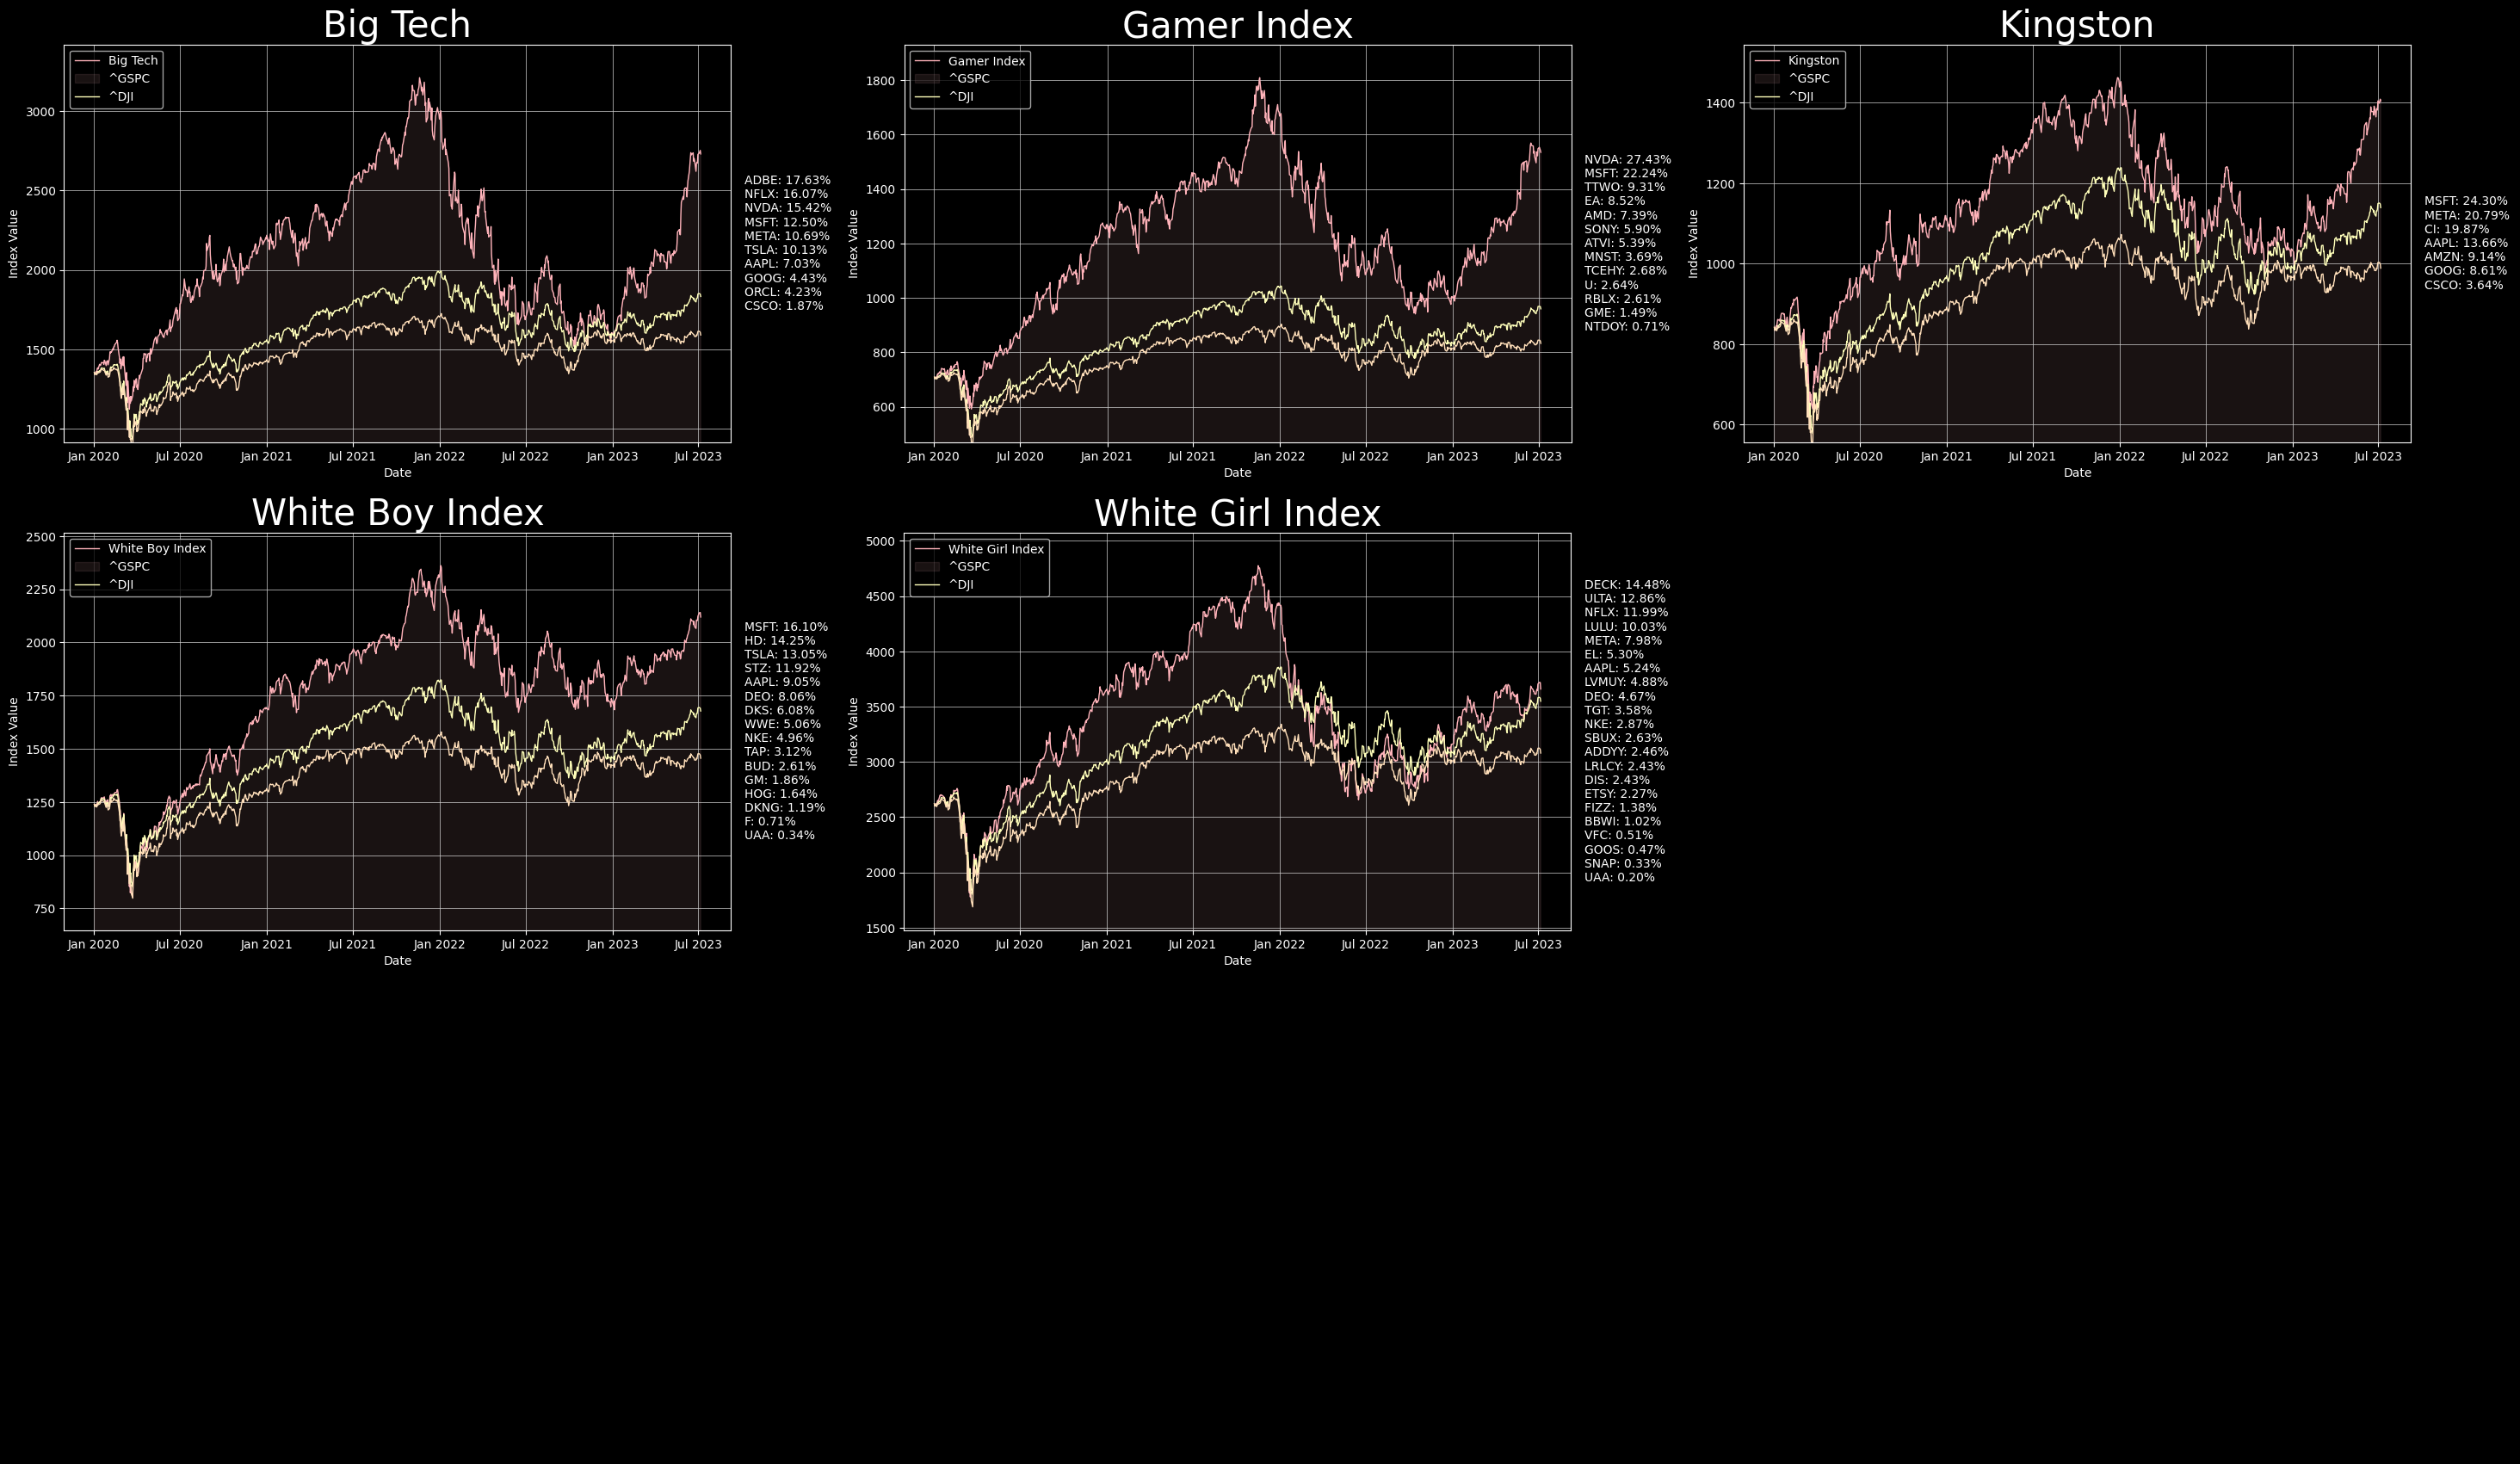 Big Tech
Big Tech
^GSPC
^DJI
3000
2500
2000
1500
1000
Index Value
Jan 2020 Jul 2020 Jan 2021 Jul 2021 Jan 2022 Jul 2022 Jan 2023 Jul 2023
Date
ADBE: 17.63%
NFLX: 16.07%
NVDA: 15.42%
MSFT: 12.50%
META: 10.69%
TSLA: 10.13%
AAPL: 7.03%
GOOG: 4.43%
ORCL: 4.23%
CSCO: 1.87%
Gamer Index
Gamer Index
^GSPC
^DJI
1800
1600
1400
1200
1000
800
600
Index Value
Jan 2020 Jul 2020 Jan 2021 Jul 2021 Jan 2022 Jul 2022 Jan 2023 Jul 2023
Date
NVDA: 27.43%
MSFT: 22.24%
TTWO: 9.31%
EA: 8.52%
AMD: 7.39%
SONY: 5.90%
ATVI: 5.39%
MNST: 3.69%
TCEHY: 2.68%
U: 2.64%
RBLX: 2.61%
GME: 1.49%
NTDOY: 0.71%
Kingston
Kingston
^GSPC
^DJI
1400
1200
1000
800
600
Index Value
Jan 2020 Jul 2020 Jan 2021 Jul 2021 Jan 2022 Jul 2022 Jan 2023 Jul 2023
Date
MSFT: 24.30%
META: 20.79%
CI: 19.87%
AAPL: 13.66%
AMZN: 9.14%
GOOG: 8.61%
CSCO: 3.64%
White Boy Index
White Boy Index
^GSPC
^DJI
2500
2250
2000
1750
1500
1250
1000
750
Index Value
Jan 2020 Jul 2020 Jan 2021 Jul 2021 Jan 2022 Jul 2022 Jan 2023 Jul 2023
Date
MSFT: 16.10%
HD: 14.25%
TSLA: 13.05%
STZ: 11.92%
AAPL: 9.05%
DEO: 8.06%
DKS: 6.08%
WWE: 5.06%
NKE: 4.96%
TAP: 3.12%
BUD: 2.61%
GM: 1.86%
HOG: 1.64%
DKNG: 1.19%
F: 0.71%
UAA: 0.34%
White Girl Index
White Girl Index
^GSPC
^DJI
5000
4500
4000
3500
3000
2500
2000
1500
Index Value
Jan 2020 Jul 2020 Jan 2021 Jul 2021 Jan 2022 Jul 2022 Jan 2023 Jul 2023
Date
DECK: 14.48%
ULTA: 12.86%
NFLX: 11.99%
LULU: 10.03%
META: 7.98%
EL: 5.30%
AAPL: 5.24%
LVMUY: 4.88%
DEO: 4.67%
TGT: 3.58%
NKE: 2.87%
SBUX: 2.63%
ADDYY: 2.46%
LRLCY: 2.43%
DIS: 2.43%
ETSY: 2.27%
FIZZ: 1.38%
BBWI: 1.02%
VFC: 0.51%
GOOS: 0.47%
SNAP: 0.33%
UAA: 0.20%